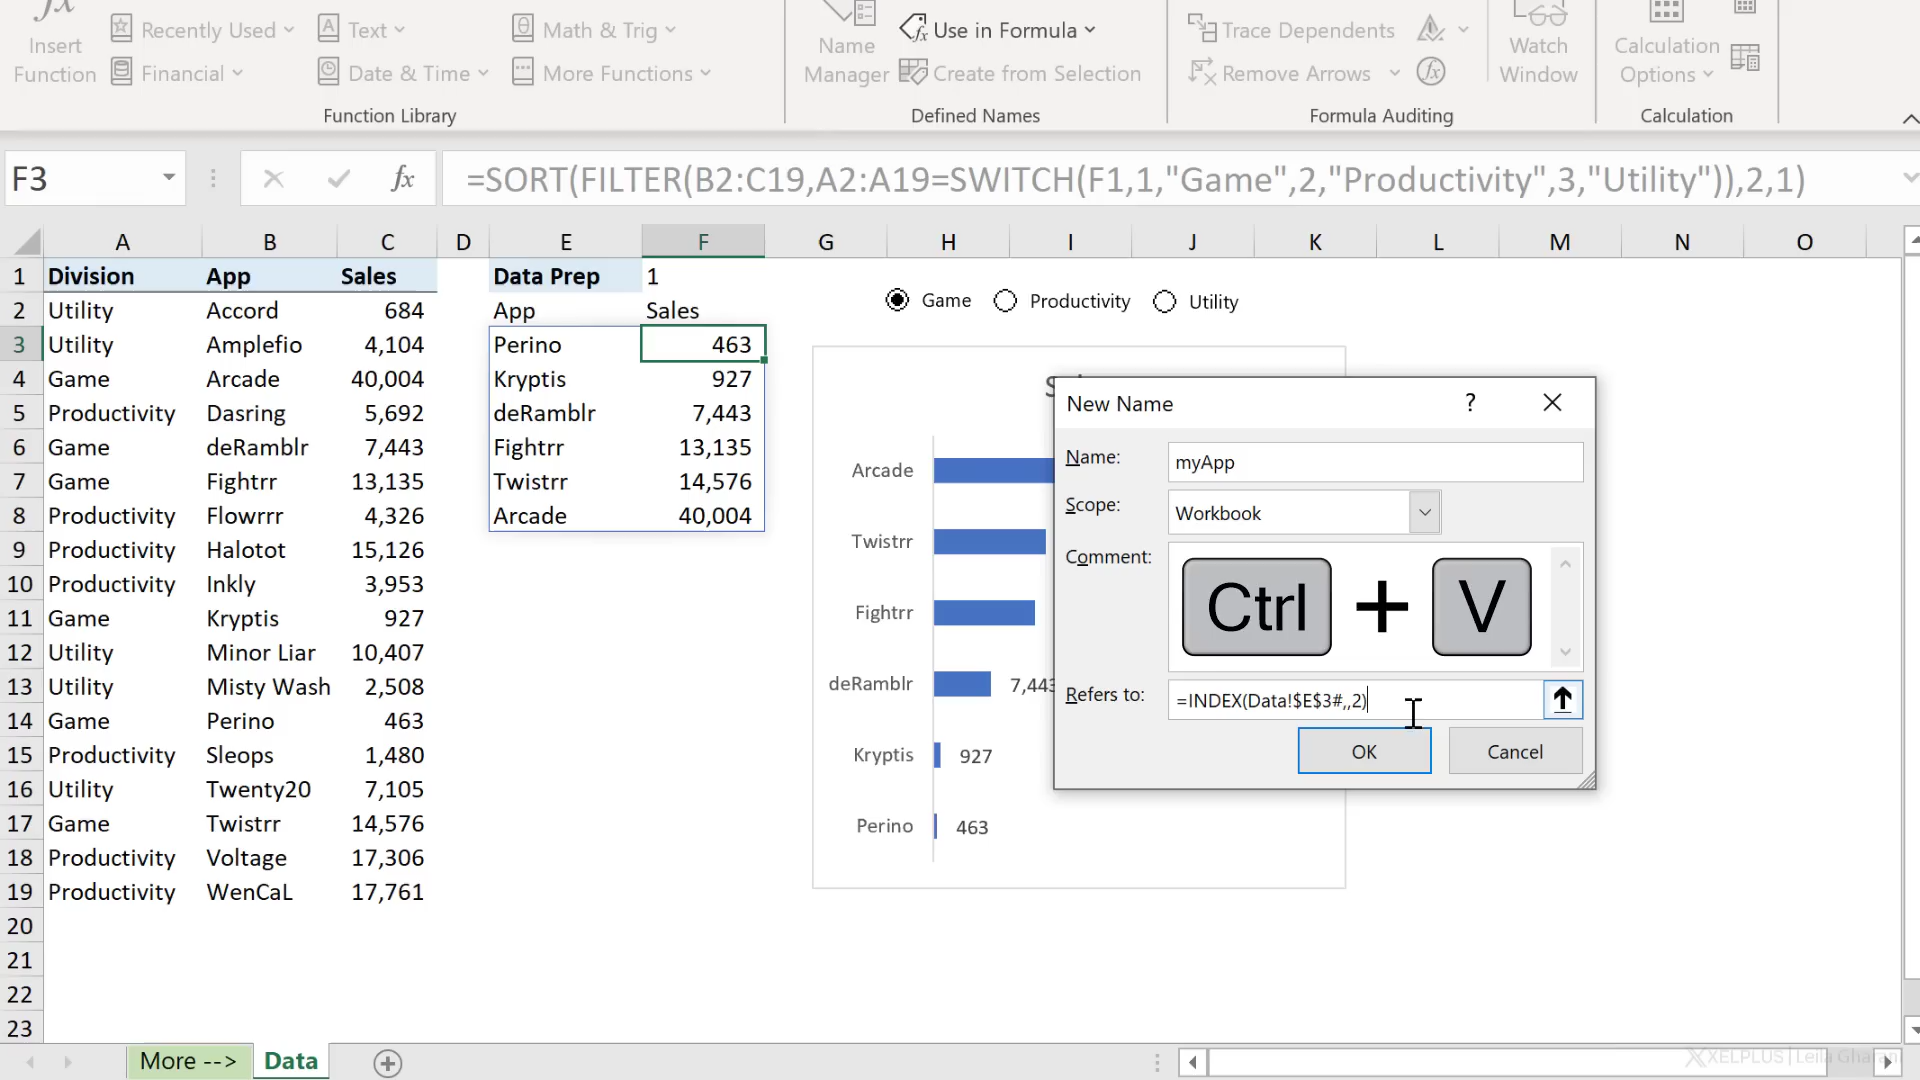 fx
Insert
Function
Recently Used
Financial
Text
Date & Time
Math & Trig
More Functions
Function Library
Name
Manager
Use in Formula
Create from Selection
Defined Names
Trace Dependents
Remove Arrows
Formula Auditing
Watch
Window
Calculation
Options
Calculation
F3 fx =SORT(FILTER(B2:C19,A2:A19=SWITCH(F1,1,"Game",2,"Productivity",3,"Utility")),2,1)
A B C D E F G H I J K L M N O
1 Division App Sales Data Prep 1
2 Utility Accord 684 App Sales
3 Utility Amplefio 4,104 Perino 463
4 Game Arcade 40,004 Kryptis 927
5 Productivity Dasring 5,692 deRamblr 7,443
6 Game deRamblr 7,443 Fightrr 13,135
7 Game Fightrr 13,135 Twistrr 14,576
8 Productivity Flowrrr 4,326 Arcade 40,004
9 Productivity Halotot 15,126
10 Productivity Inkly 3,953
11 Game Kryptis 927
12 Utility Minor Liar 10,407
13 Utility Misty Wash 2,508
14 Game Perino 463
15 Productivity Sleops 1,480
16 Utility Twenty20 7,105
17 Game Twistrr 14,576
18 Productivity Voltage 17,306
19 Productivity WenCaL 17,761
20
21
22
23
Game Productivity Utility
Arcade
Twistrr
Fightrr
deRamblr 7,443
Kryptis 927
Perino 463
New Name ?
Name: myApp
Scope: Workbook
Comment:
Ctrl + V
Refers to: =INDEX(Data!$E$3#,,2)
OK Cancel
More --> Data
XELPLUS | Leila Gharani